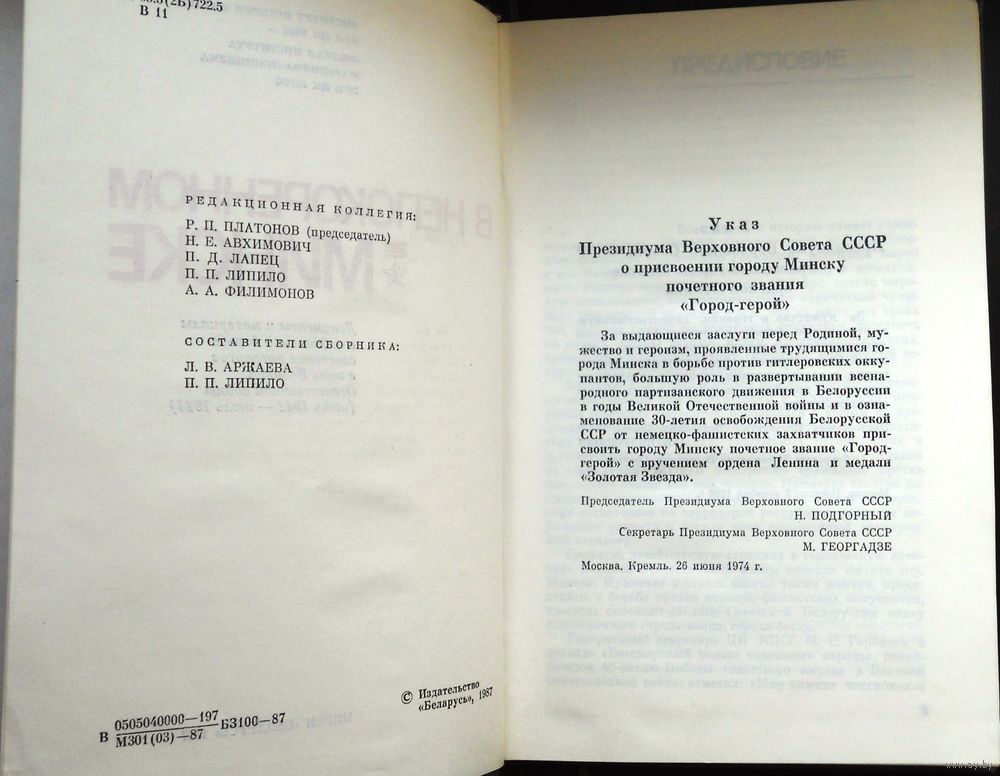 В 11
РЕДАКЦИОННАЯ КОЛЛЕГИЯ:
Р. П. ПЛАТОНОВ (председатель)
Н. Е. АВХИМОВИЧ
П. Д. ЛАПЕЦ
П. П. ЛИПИЛО
А. А. ФИЛИМОНОВ
СОСТАВИТЕЛИ СБОРНИКА:
Л. В. АРЖАЕВА
П. П. ЛИПИЛО
В 0505040000—197 БЗ100—87
М301(03)—87
© Издательство
«Беларусь», 1987
Указ
Президиума Верховного Совета СССР
о присвоении городу Минску
почетного звания
«Город-герой»
За выдающиеся заслуги перед Родиной, му-
жество и героизм, проявленные трудящимися го-
рода Минска в борьбе против гитлеровских окку-
пантов, большую роль в развертывании всена-
родного партизанского движения в Белоруссии
в годы Великой Отечественной войны и в озна-
менование 30-летия освобождения Белорусской
ССР от немецко-фашистских захватчиков при-
своить городу Минску почетное звание «Город-
герой» с вручением ордена Ленина и медали
«Золотая Звезда».
Председатель Президиума Верховного Совета СССР
Н. ПОДГОРНЫЙ
Секретарь Президиума Верховного Совета СССР
М. ГЕОРГАДЗЕ
Москва. Кремль. 26 июня 1974 г.